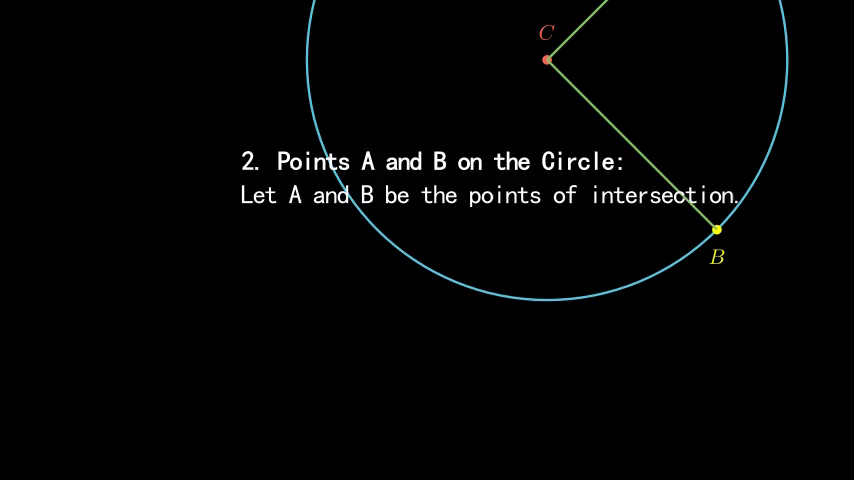 C
2. Points A and B on the Circle:
Let A and B be the points of intersection.
B